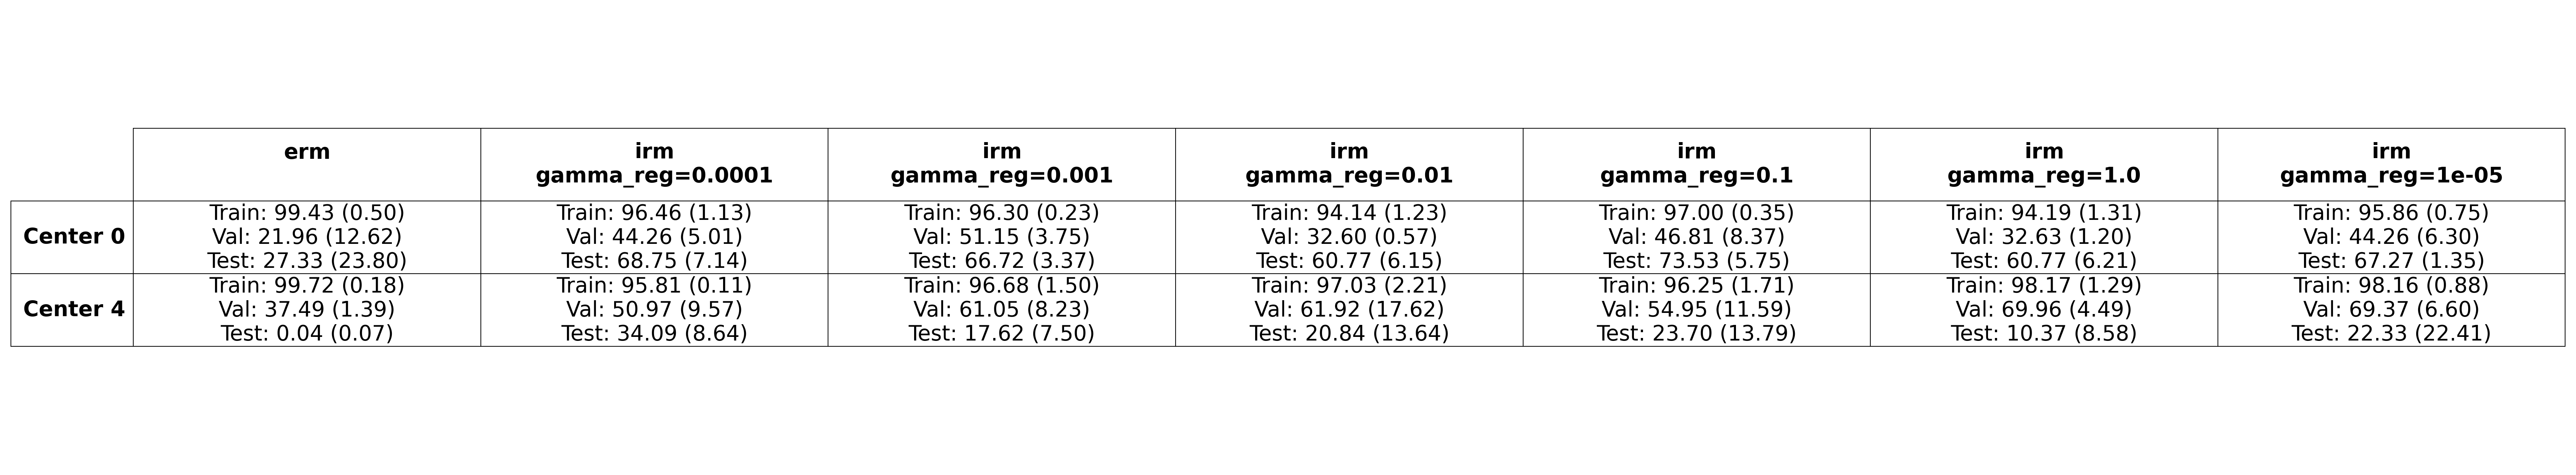 erm
irm
gamma_reg=0.0001
irm
gamma_reg=0.001
irm
gamma_reg=0.01
irm
gamma_reg=0.1
irm
gamma_reg=1.0
irm
gamma_reg=1e-05
Center 0
Train: 99.43 (0.50)
Val: 21.96 (12.62)
Test: 27.33 (23.80)
Train: 96.46 (1.13)
Val: 44.26 (5.01)
Test: 68.75 (7.14)
Train: 96.30 (0.23)
Val: 51.15 (3.75)
Test: 66.72 (3.37)
Train: 94.14 (1.23)
Val: 32.60 (0.57)
Test: 60.77 (6.15)
Train: 97.00 (0.35)
Val: 46.81 (8.37)
Test: 73.53 (5.75)
Train: 94.19 (1.31)
Val: 32.63 (1.20)
Test: 60.77 (6.21)
Train: 95.86 (0.75)
Val: 44.26 (6.30)
Test: 67.27 (1.35)
Center 4
Train: 99.72 (0.18)
Val: 37.49 (1.39)
Test: 0.04 (0.07)
Train: 95.81 (0.11)
Val: 50.97 (9.57)
Test: 34.09 (8.64)
Train: 96.68 (1.50)
Val: 61.05 (8.23)
Test: 17.62 (7.50)
Train: 97.03 (2.21)
Val: 61.92 (17.62)
Test: 20.84 (13.64)
Train: 96.25 (1.71)
Val: 54.95 (11.59)
Test: 23.70 (13.79)
Train: 98.17 (1.29)
Val: 69.96 (4.49)
Test: 10.37 (8.58)
Train: 98.16 (0.88)
Val: 69.37 (6.60)
Test: 22.33 (22.41)